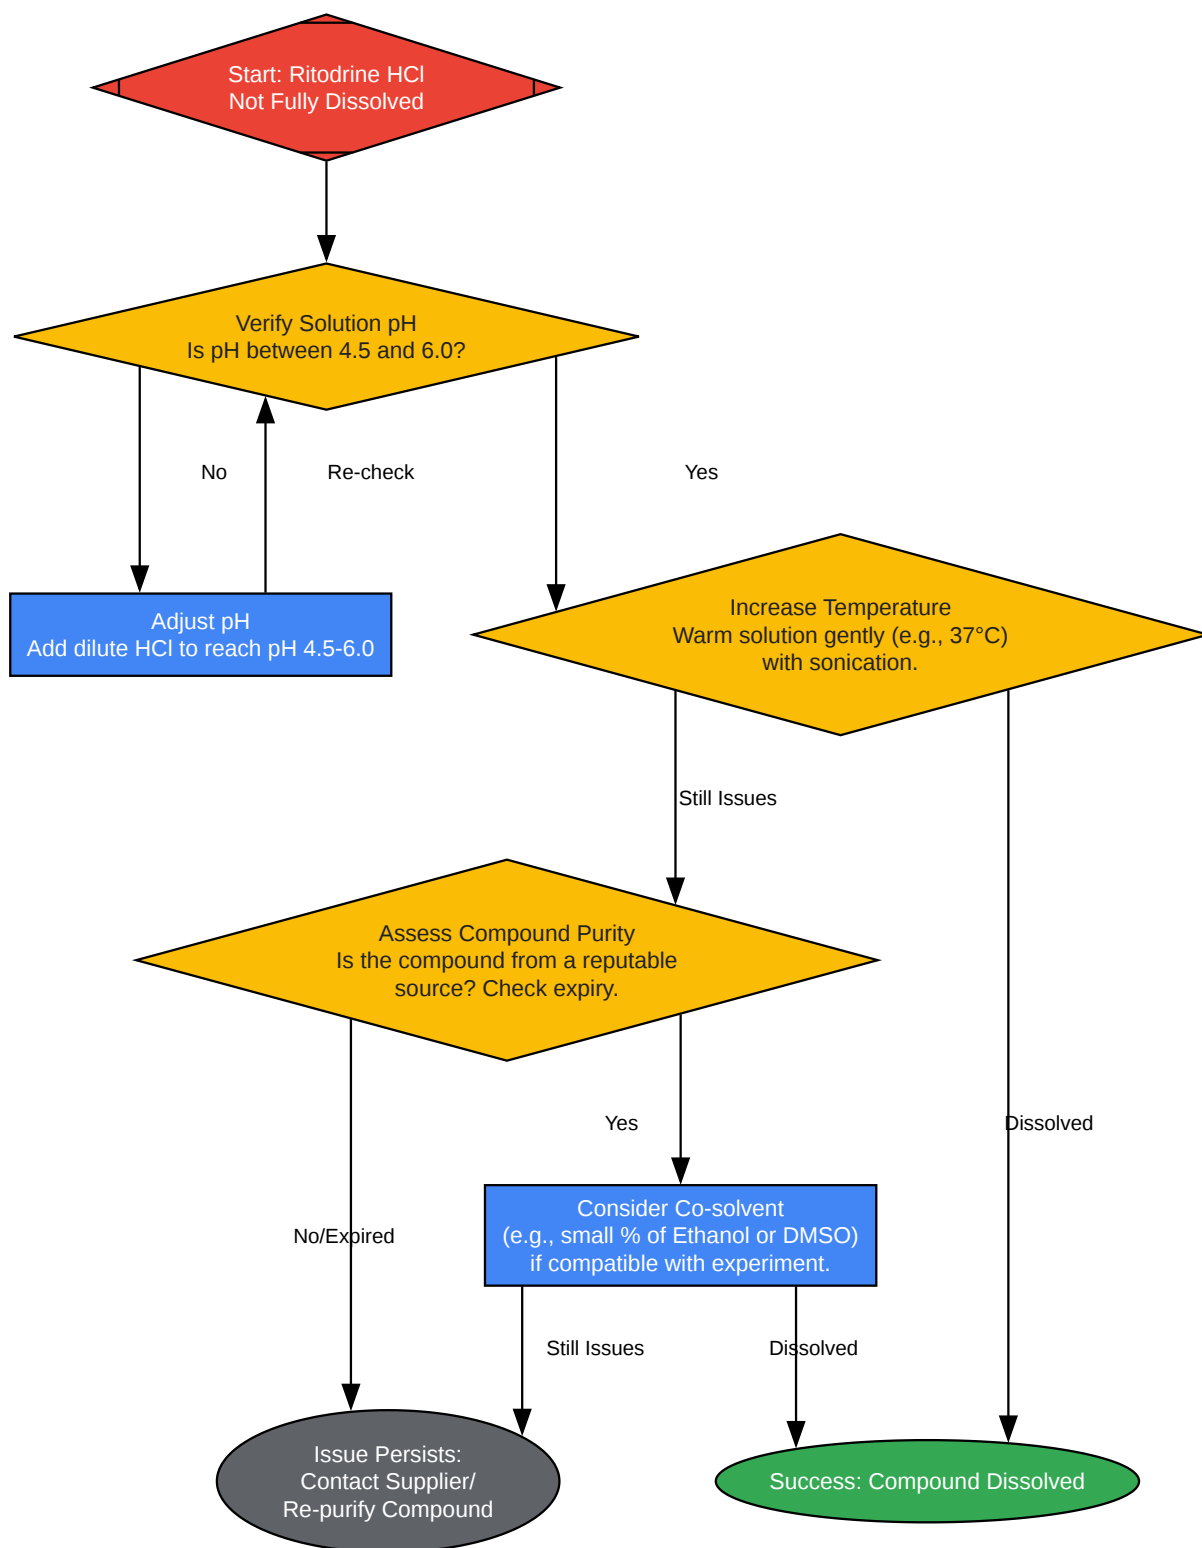 Start: Ritodrine HCl
Not Fully Dissolved
Verify Solution pH
Is pH between 4.5 and 6.0?
No
Re-check
Yes
Adjust pH
Add dilute HCl to reach pH 4.5-6.0
Increase Temperature
Warm solution gently (e.g., 37°C)
with sonication.
Still Issues
Assess Compound Purity
Is the compound from a reputable
source? Check expiry.
Yes
Dissolved
No/Expired
Consider Co-solvent
(e.g., small % of Ethanol or DMSO)
if compatible with experiment.
Still Issues
Dissolved
Issue Persists:
Contact Supplier/
Re-purify Compound
Success: Compound Dissolved